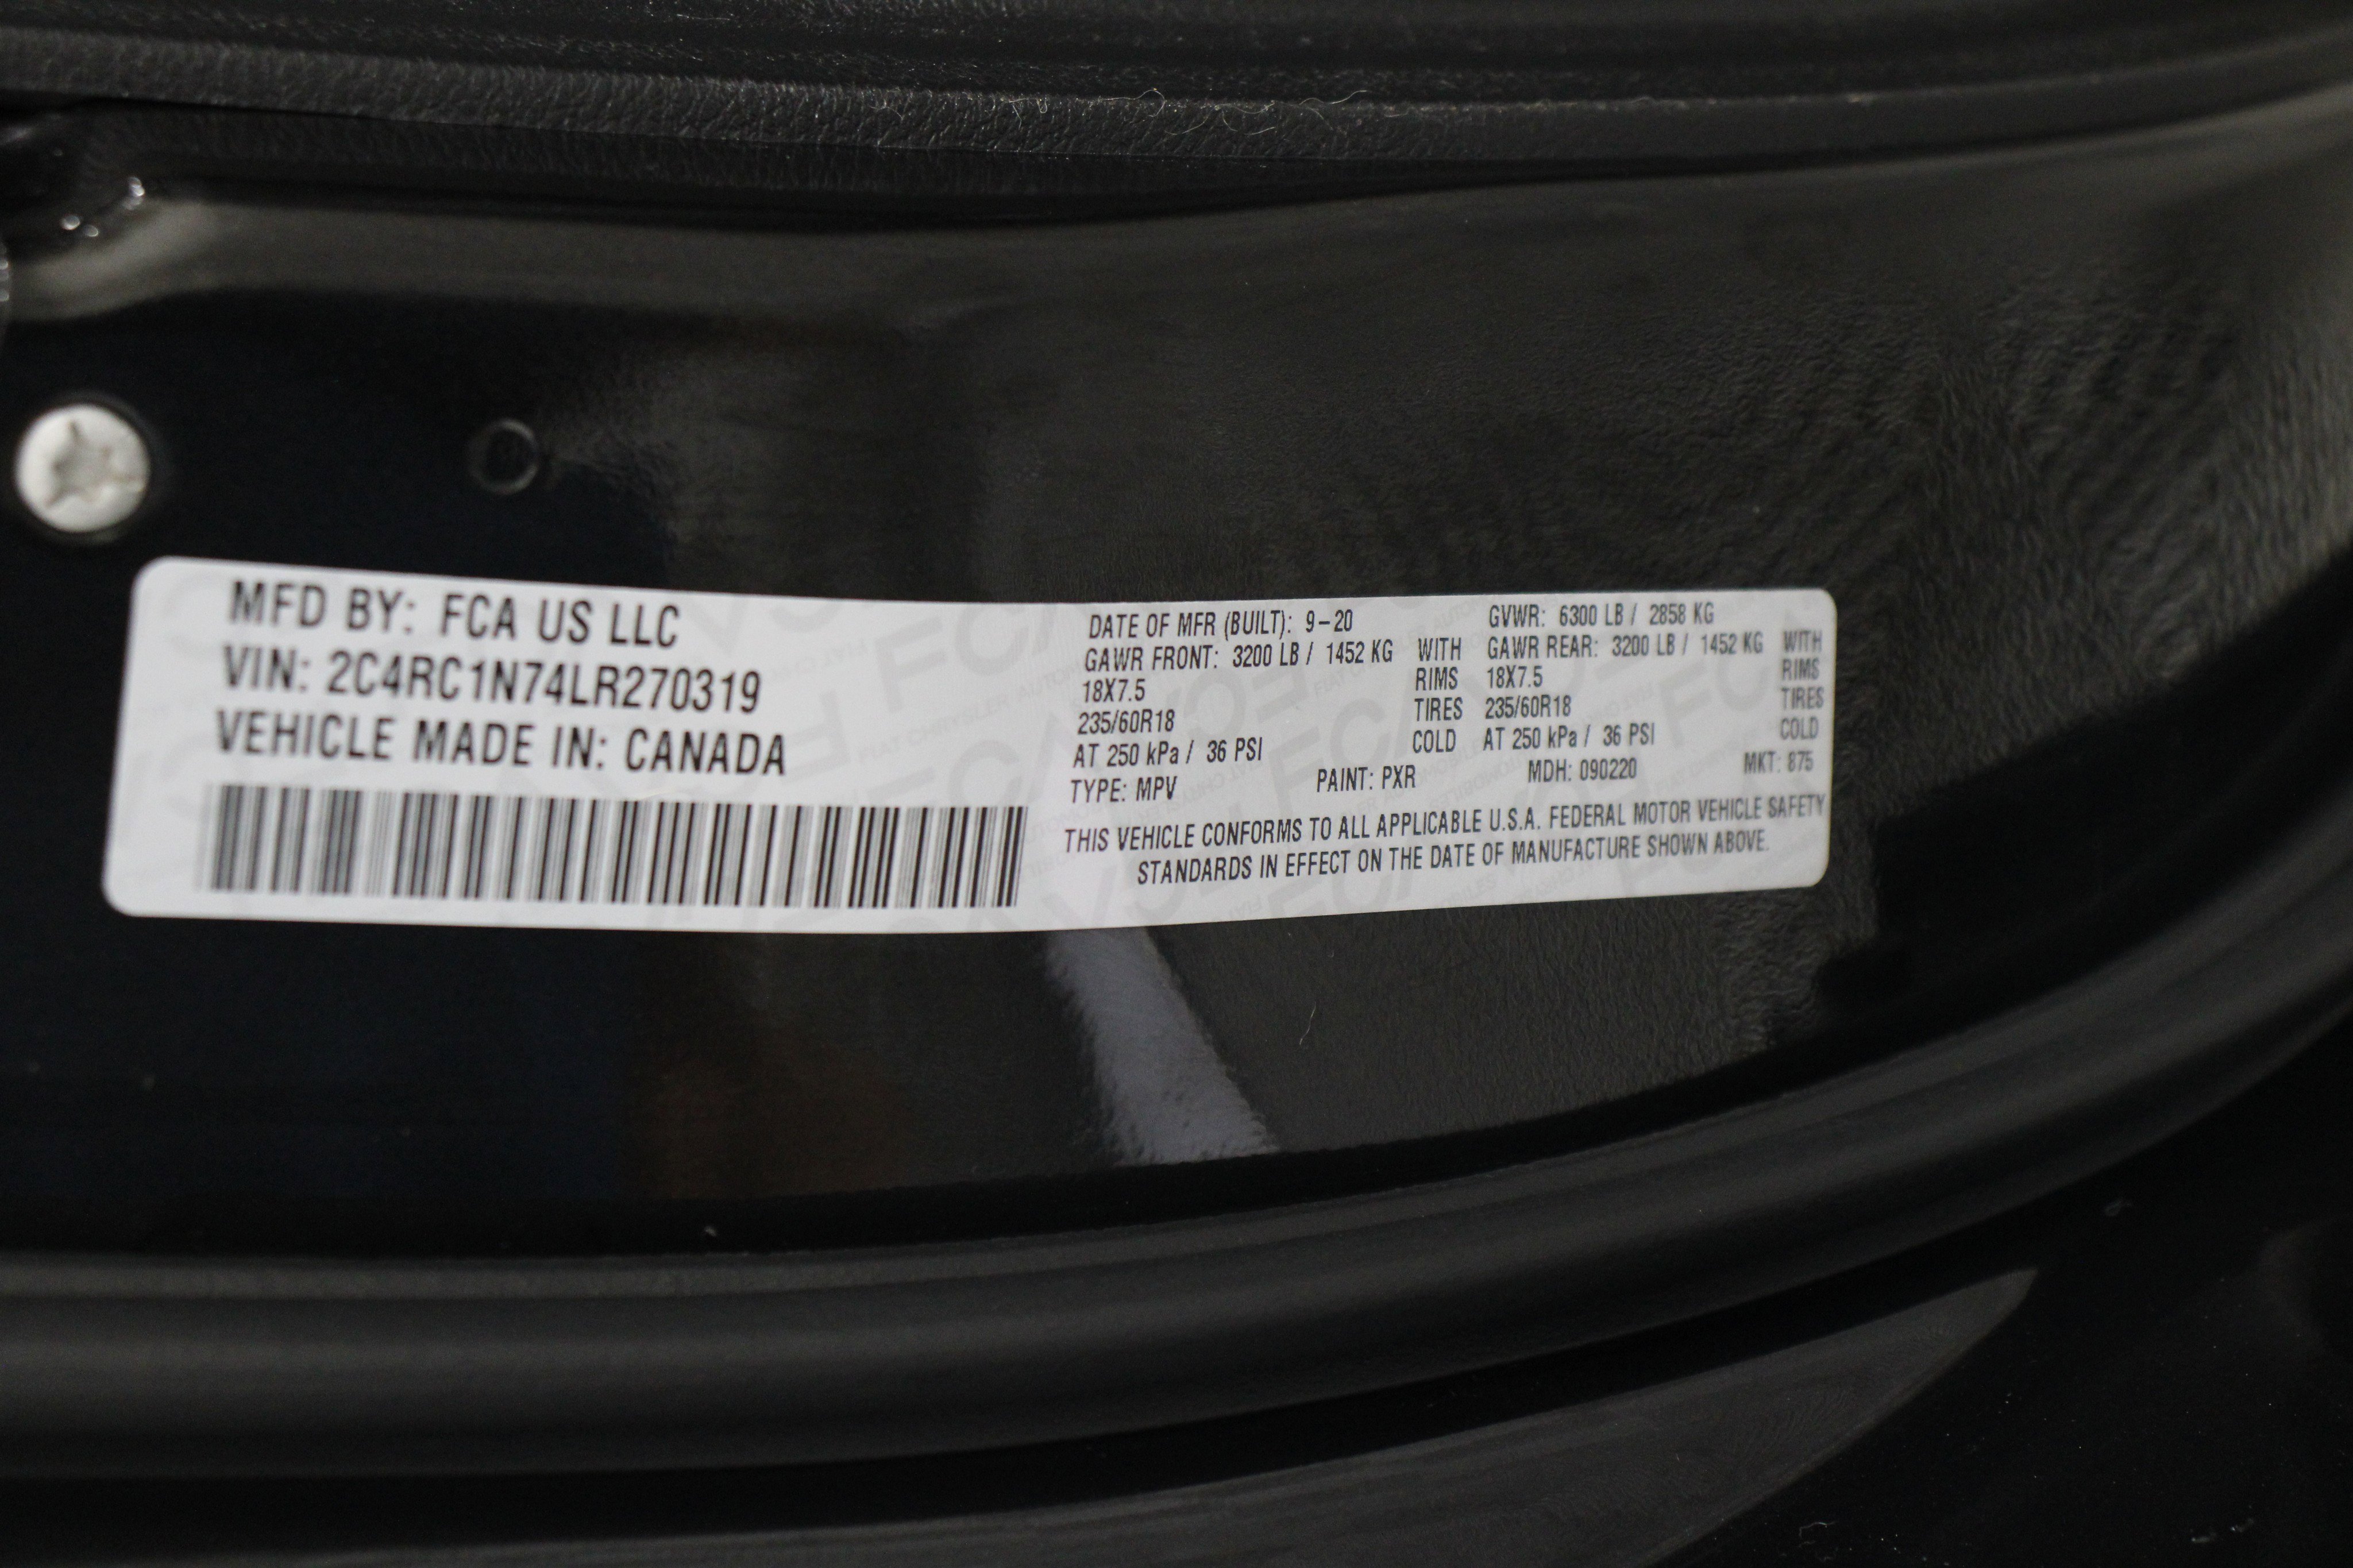 MFD BY: FCA US LLC
VIN: 2C4RC1N74LR270319
VEHICLE MADE IN: CANADA
DATE OF MFR (BUILT): 9-20 GVWR: 6300 LB / 2858 KG
GAWR FRONT: 3200 LB / 1452 KG WITH GAWR REAR: 3200 LB / 1452 KG WITH
18X7.5 RIMS 18X7.5 RIMS
235/60R18 TIRES 235/60R18 TIRES
AT 250 kPa / 36 PSI COLD AT 250 kPa / 36 PSI COLD
TYPE: MPV PAINT: PXR MDH: 090220 MKT: 875
THIS VEHICLE CONFORMS TO ALL APPLICABLE U.S.A. FEDERAL MOTOR VEHICLE SAFETY
STANDARDS IN EFFECT ON THE DATE OF MANUFACTURE SHOWN ABOVE.